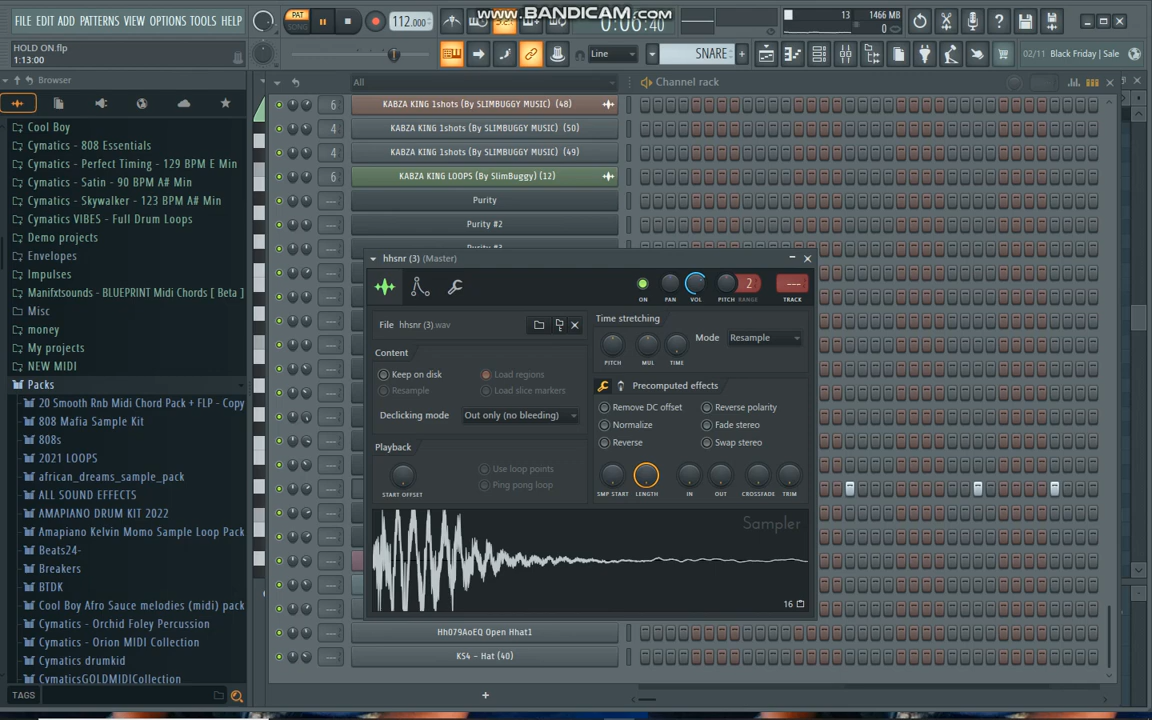 www.BANDICAM.com
FILE EDIT ADD PATTERNS VIEW OPTIONS TOOLS HELP
PAT
SONG
112.000
0:06:40
13
1466 MB
0
HOLD ON.flp
1:13:00
Line
SNARE
02/11 Black Friday | Sale
Browser
All
Channel rack
Cool Boy
Cymatics - 808 Essentials
Cymatics - Perfect Timing - 129 BPM E Min
Cymatics - Satin - 90 BPM A# Min
Cymatics - Skywalker - 123 BPM A# Min
Cymatics VIBES - Full Drum Loops
Demo projects
Envelopes
Impulses
Manifxtsounds - BLUEPRINT Midi Chords [ Beta ]
Misc
money
My projects
NEW MIDI
Packs
20 Smooth Rnb Midi Chord Pack + FLP - Copy
808 Mafia Sample Kit
808s
2021 LOOPS
african_dreams_sample_pack
ALL SOUND EFFECTS
AMAPIANO DRUM KIT 2022
Amapiano Kelvin Momo Sample Loop Pack
Beats24-
Breakers
BTDK
Cool Boy Afro Sauce melodies (midi) pack
Cymatics - Orchid Foley Percussion
Cymatics - Orion MIDI Collection
Cymatics drumkid
CymaticsGOLDMIDICollection
TAGS
6
KABZA KING 1shots (By SLIMBUGGY MUSIC) (48)
4
KABZA KING 1shots (By SLIMBUGGY MUSIC) (50)
4
KABZA KING 1shots (By SLIMBUGGY MUSIC) (49)
6
KABZA KING LOOPS (By SlimBuggy) (12)
Purity
Purity #2
hhsnr (3) (Master)
ON
PAN
VOL
PITCH
2
RANGE
---
TRACK
File hhsnr (3).wav
Content
Keep on disk
Load regions
Resample
Load slice markers
Declicking mode
Out only (no bleeding)
Playback
START OFFSET
Use loop points
Ping pong loop
Time stretching
PITCH
MUL
TIME
Mode
Resample
Precomputed effects
Remove DC offset
Reverse polarity
Normalize
Fade stereo
Reverse
Swap stereo
SMP START
LENGTH
IN
OUT
CROSSFADE
TRIM
Sampler
16
Hh079AoEQ Open Hhat1
KS4 - Hat (40)